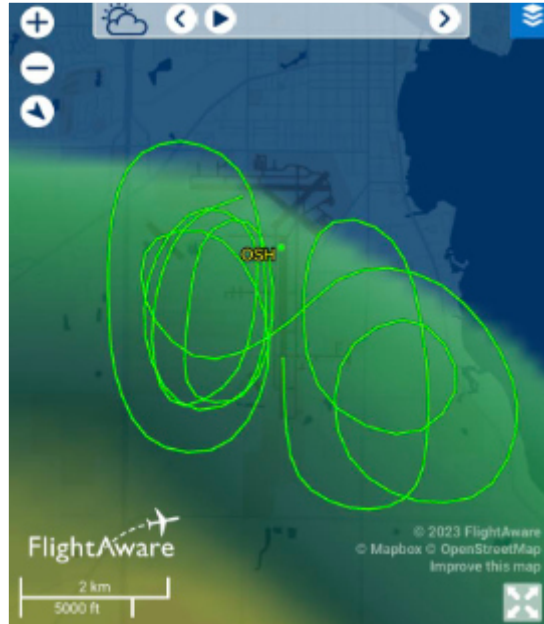 OSH
FlightAware
© 2023 FlightAware
© Mapbox © OpenStreetMap
Improve this map
2 km
5000 ft